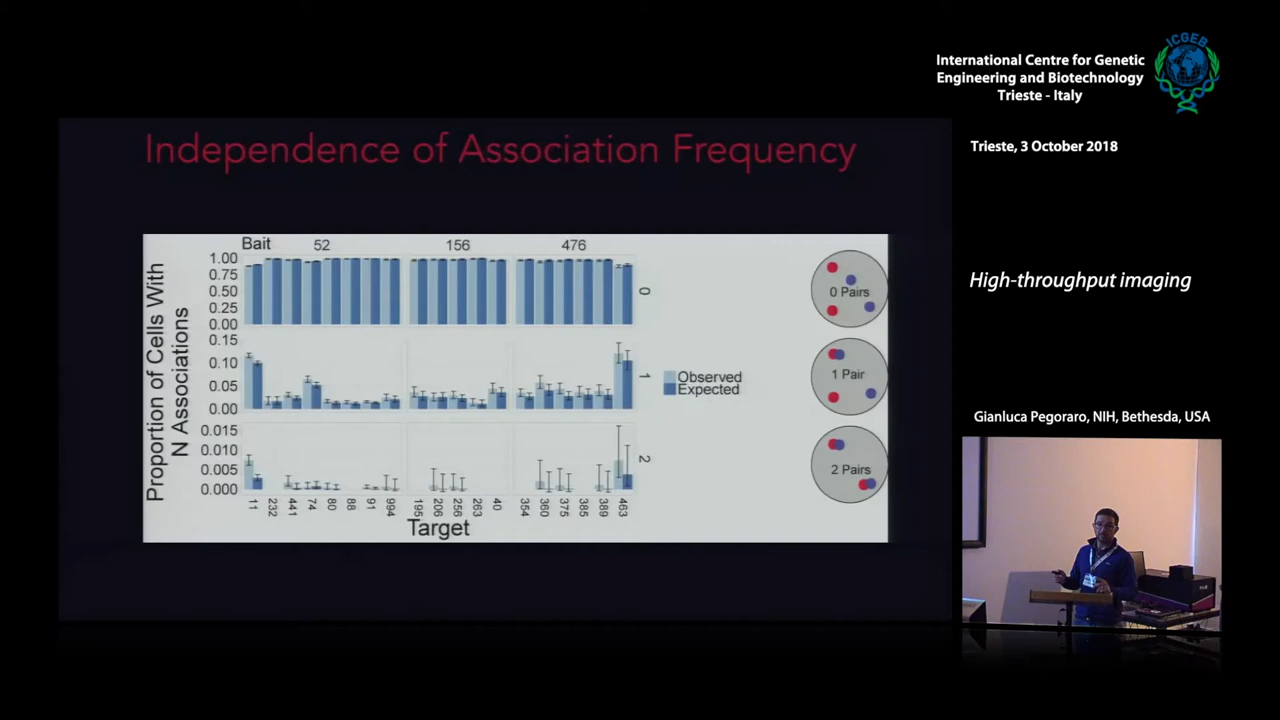 International Centre for Genetic
Engineering and Biotechnology
Trieste - Italy
ICGEB
Trieste, 3 October 2018
High-throughput imaging
Gianluca Pegoraro, NIH, Bethesda, USA
Independence of Association Frequency
Proportion of Cells With
N Associations
Bait 52 156 476
1.00
0.75
0.50
0.25
0.00
0
0.15
0.10
0.05
0.00
1
0.015
0.010
0.005
0.000
2
11 232 441 74 80 88 91 994 195 206 256 263 40 354 360 375 385 389 463
Target
Observed
Expected
0 Pairs
1 Pair
2 Pairs